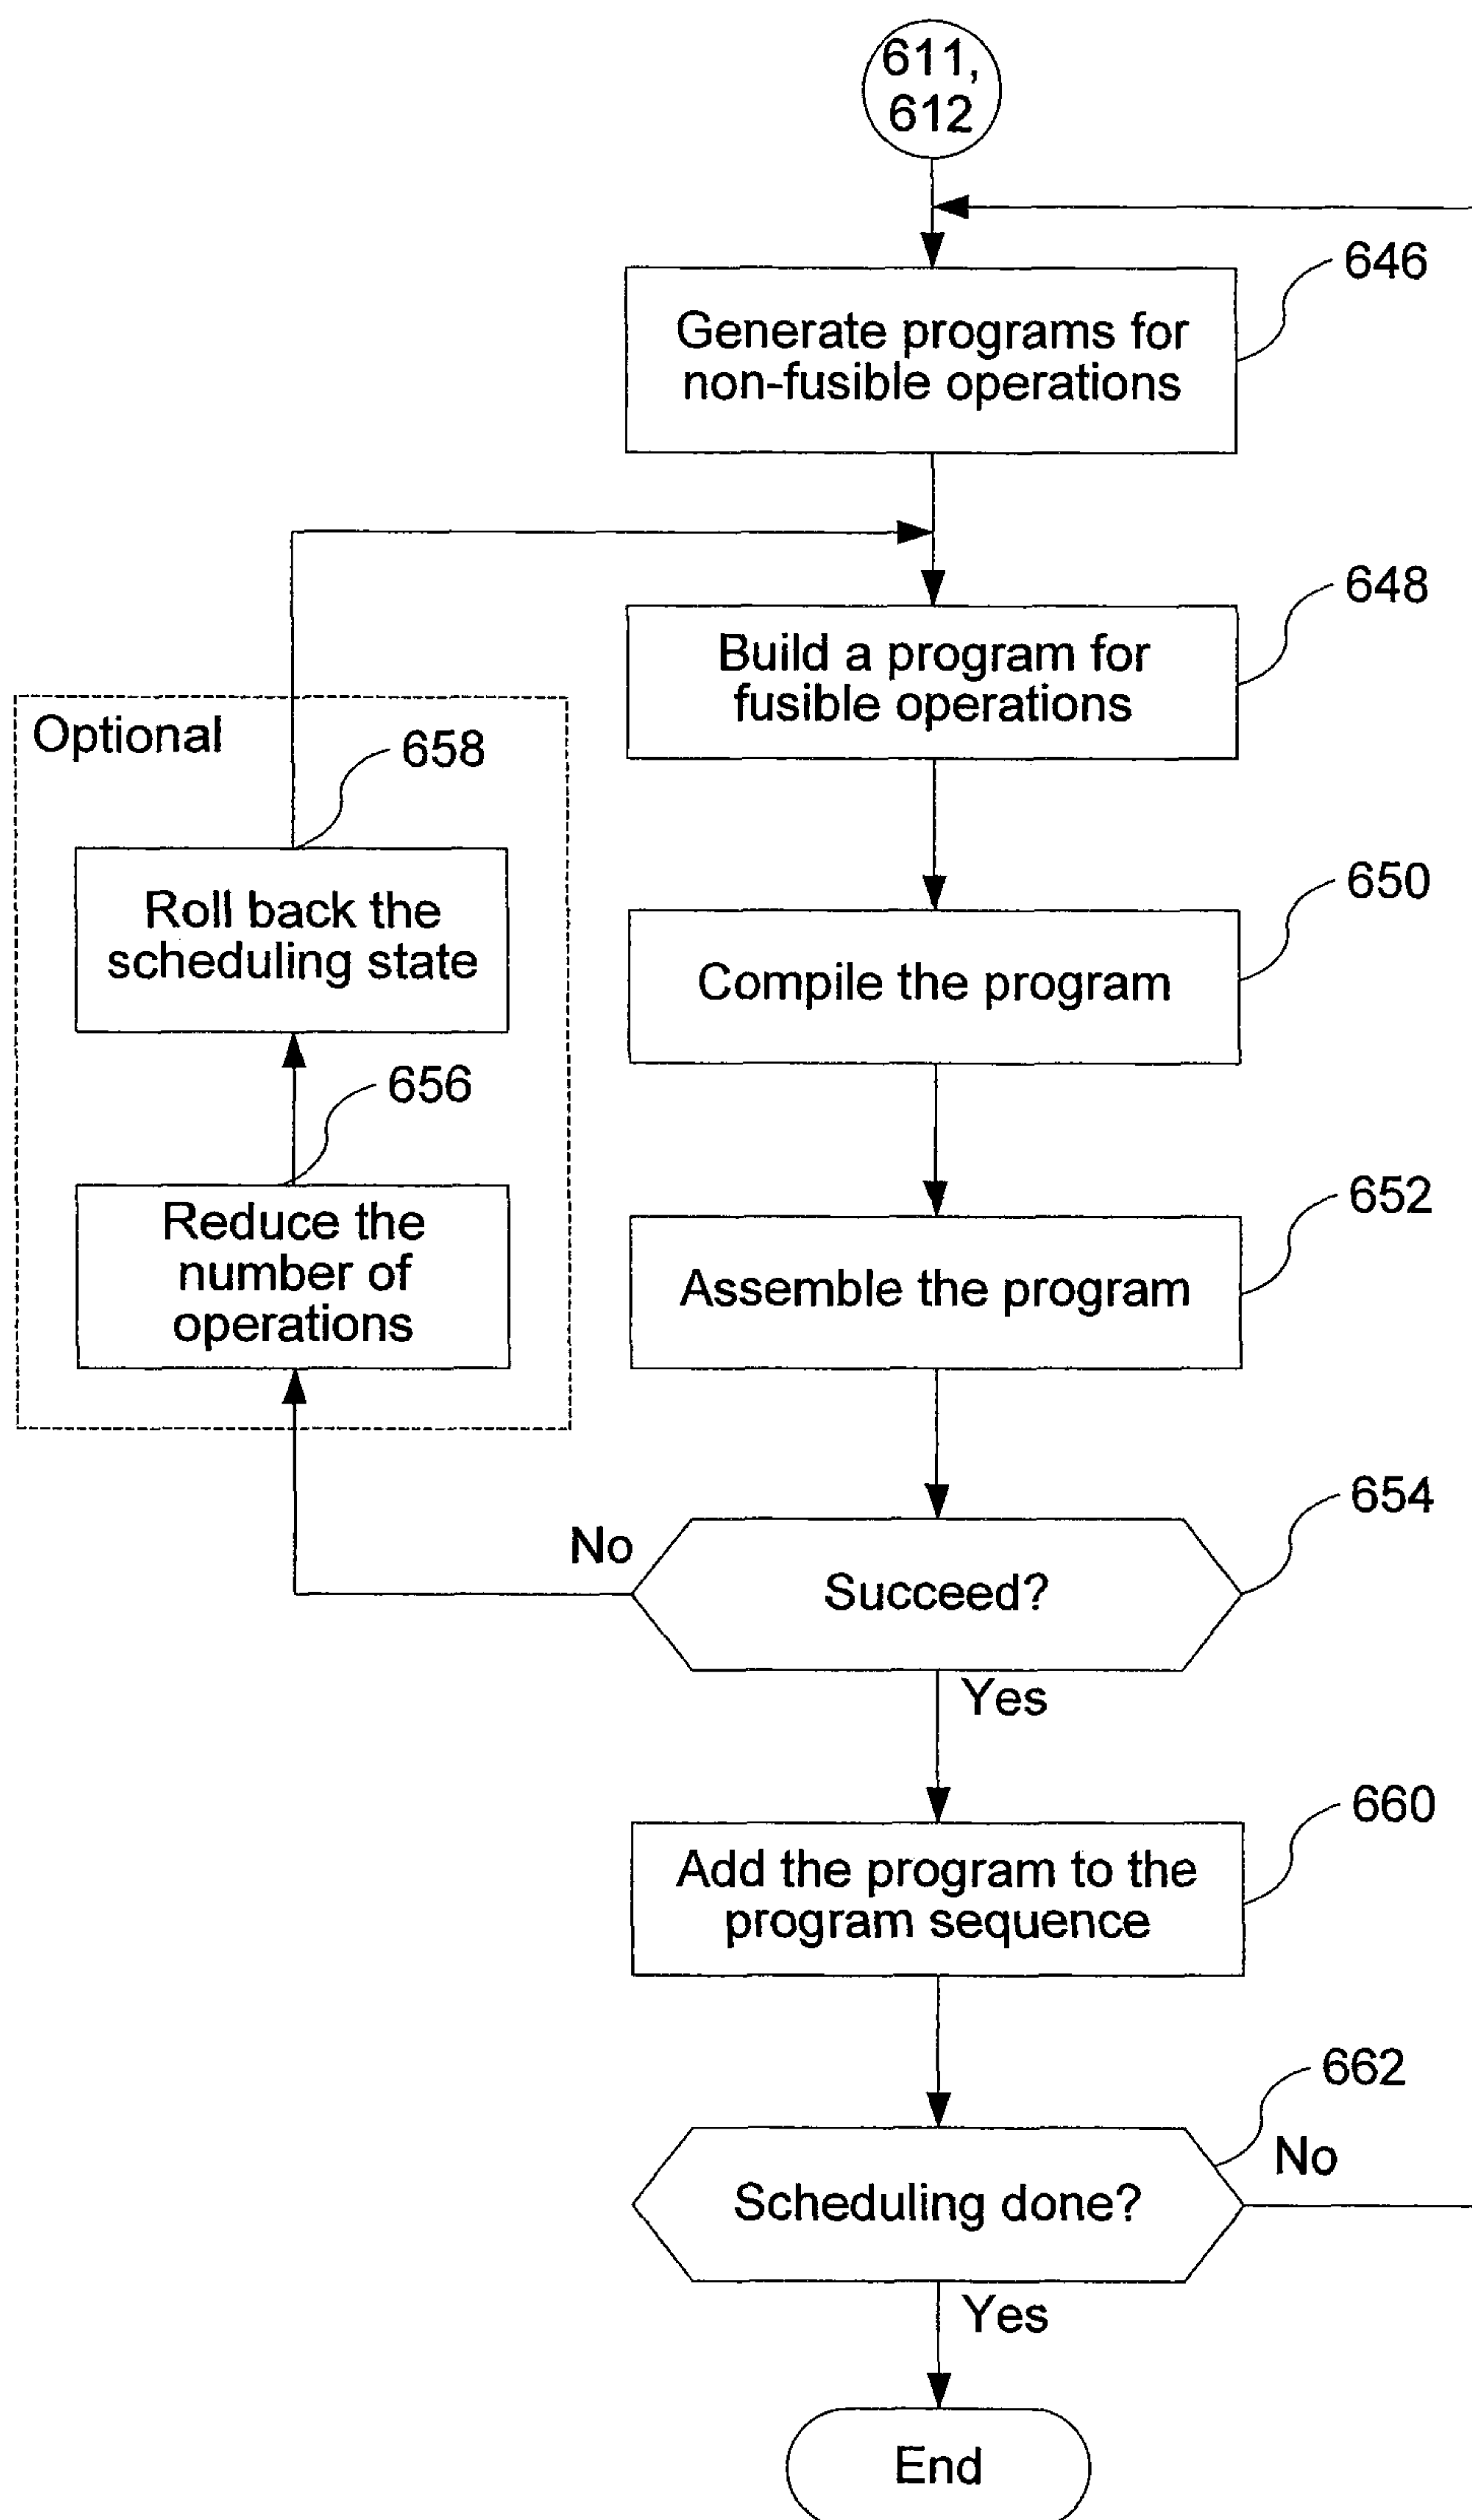 611,
612
646
Generate programs for
non-fusible operations
648
Build a program for
fusible operations
Optional
658
650
Roll back the
scheduling state
Compile the program
656
652
Reduce the
number of
operations
Assemble the program
654
No
Succeed?
Yes
660
Add the program to the
program sequence
662
No
Scheduling done?
Yes
End